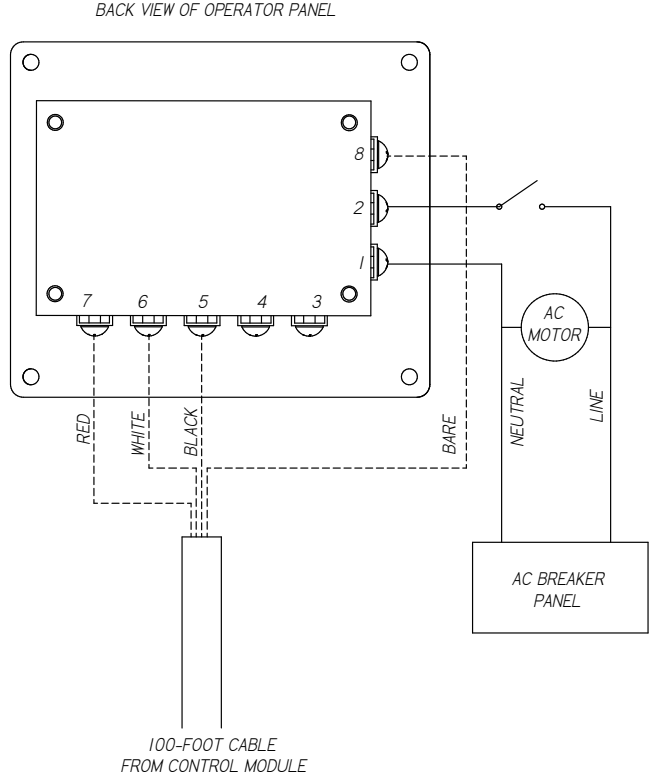 BACK VIEW OF OPERATOR PANEL
8
2
1
7 6 5 4 3
AC
MOTOR
RED
WHITE
BLACK
BARE
NEUTRAL
LINE
AC BREAKER
PANEL
100-FOOT CABLE
FROM CONTROL MODULE